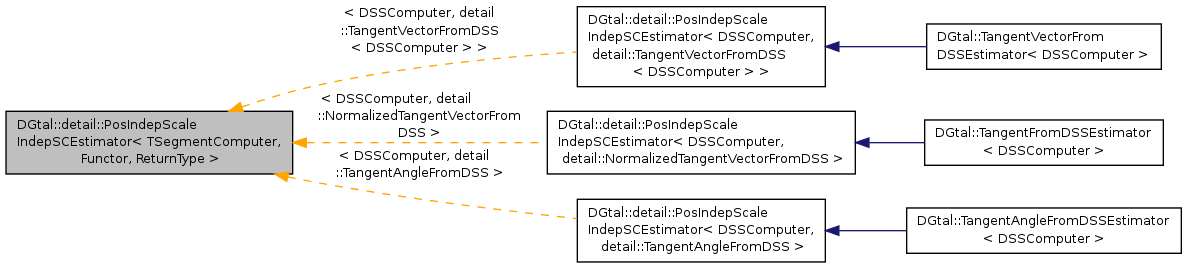 < DSSComputer, detail
::TangentVectorFromDSS
< DSSComputer > >
DGtal::detail::PosIndepScale
IndepSCEstimator< DSSComputer,
detail::TangentVectorFromDSS
< DSSComputer > >
DGtal::TangentVectorFrom
DSSEstimator< DSSComputer >
DGtal::detail::PosIndepScale
IndepSCEstimator< TSegmentComputer,
Functor, ReturnType >
< DSSComputer, detail
::NormalizedTangentVectorFrom
DSS >
DGtal::detail::PosIndepScale
IndepSCEstimator< DSSComputer,
detail::NormalizedTangentVectorFromDSS >
DGtal::TangentFromDSSEstimator
< DSSComputer >
< DSSComputer, detail
::TangentAngleFromDSS >
DGtal::detail::PosIndepScale
IndepSCEstimator< DSSComputer,
detail::TangentAngleFromDSS >
DGtal::TangentAngleFromDSSEstimator
< DSSComputer >